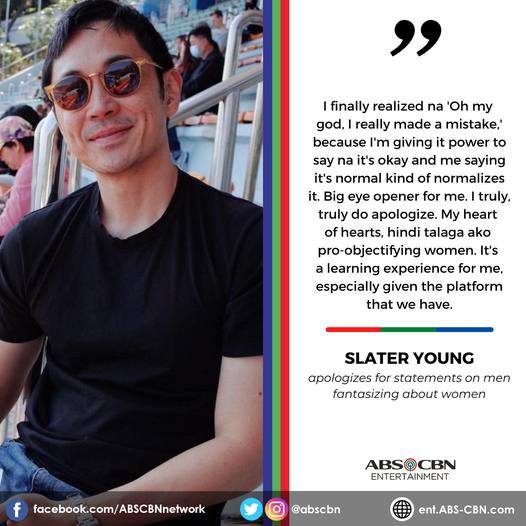 ”
I finally realized na 'Oh my
god, I really made a mistake,'
because I'm giving it power to
say na it's okay and me saying
it's normal kind of normalizes
it. Big eye opener for me. I truly,
truly do apologize. My heart
of hearts, hindi talaga ako
pro-objectifying women. It's
a learning experience for me,
especially given the platform
that we have.
SLATER YOUNG
apologizes for statements on men
fantasizing about women
ABS CBN
ENTERTAINMENT
facebook.com/ABSCBNnetwork
@abscbn
ent.ABS-CBN.com